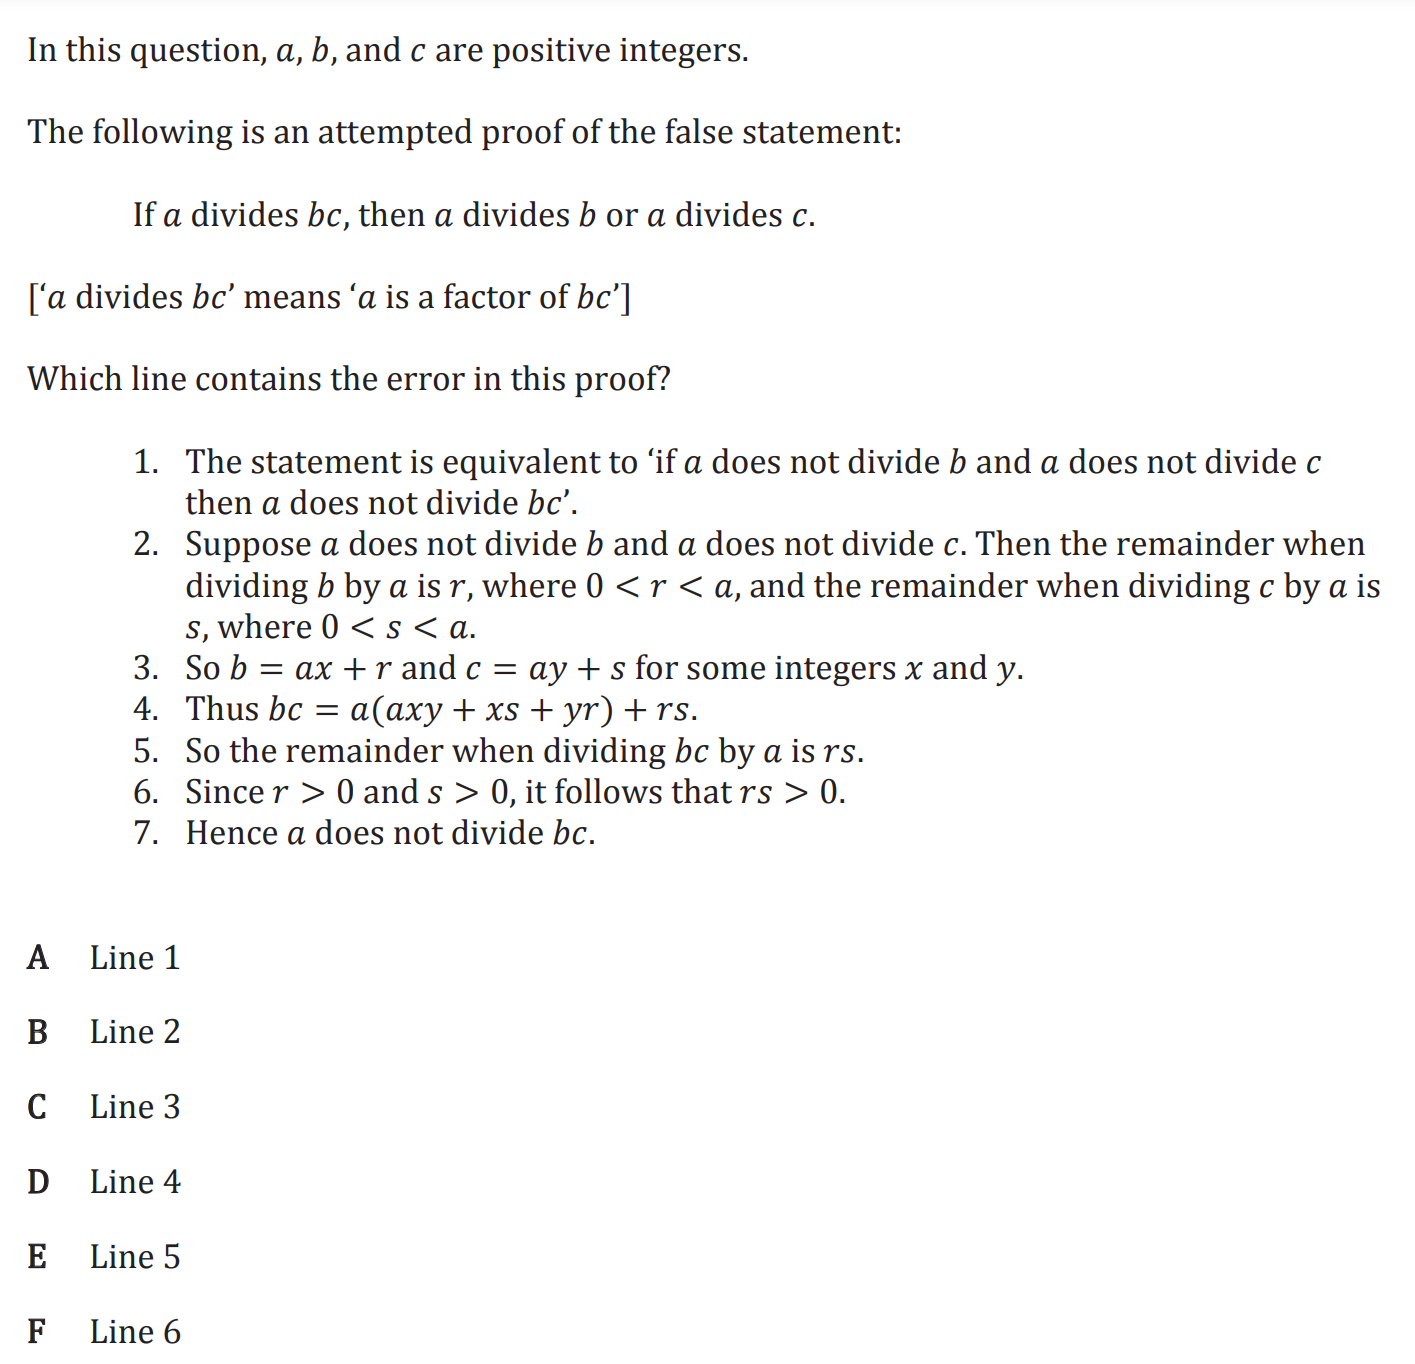 In this question, a, b, and c are positive integers.
The following is an attempted proof of the false statement:
If a divides bc, then a divides b or a divides c.
[‘a divides bc’ means ‘a is a factor of bc’]
Which line contains the error in this proof?
1. The statement is equivalent to ‘if a does not divide b and a does not divide c
then a does not divide bc’.
2. Suppose a does not divide b and a does not divide c. Then the remainder when
dividing b by a is r, where 0 < r < a, and the remainder when dividing c by a is
s, where 0 < s < a.
3. So b = ax + r and c = ay + s for some integers x and y.
4. Thus bc = a(axy + xs + yr) + rs.
5. So the remainder when dividing bc by a is rs.
6. Since r > 0 and s > 0, it follows that rs > 0.
7. Hence a does not divide bc.
A Line 1
B Line 2
C Line 3
D Line 4
E Line 5
F Line 6